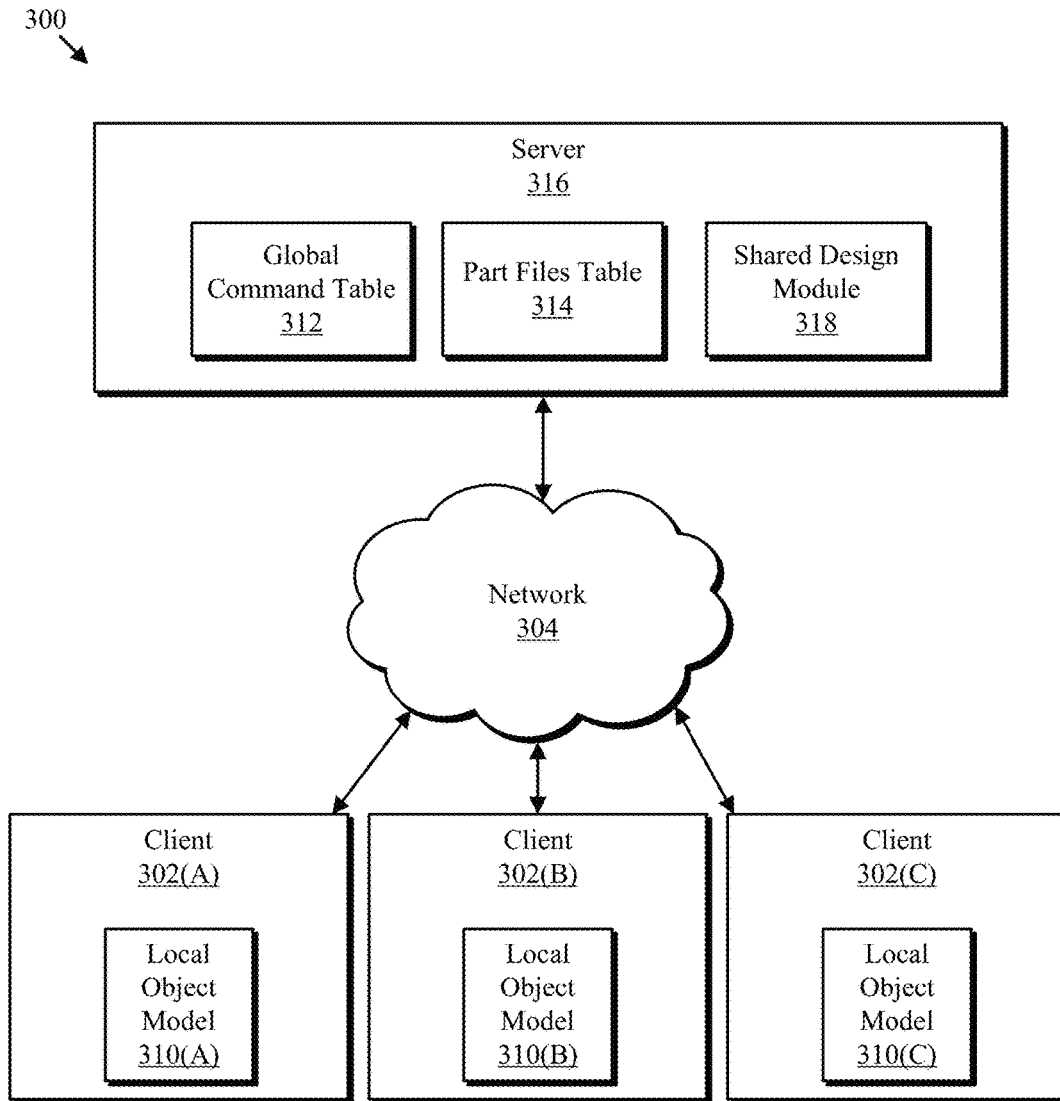 300
Server
316
Global
Command Table
312
Part Files Table
314
Shared Design
Module
318
Network
304
Client
302(A)
Local
Object
Model
310(A)
Client
302(B)
Local
Object
Model
310(B)
Client
302(C)
Local
Object
Model
310(C)